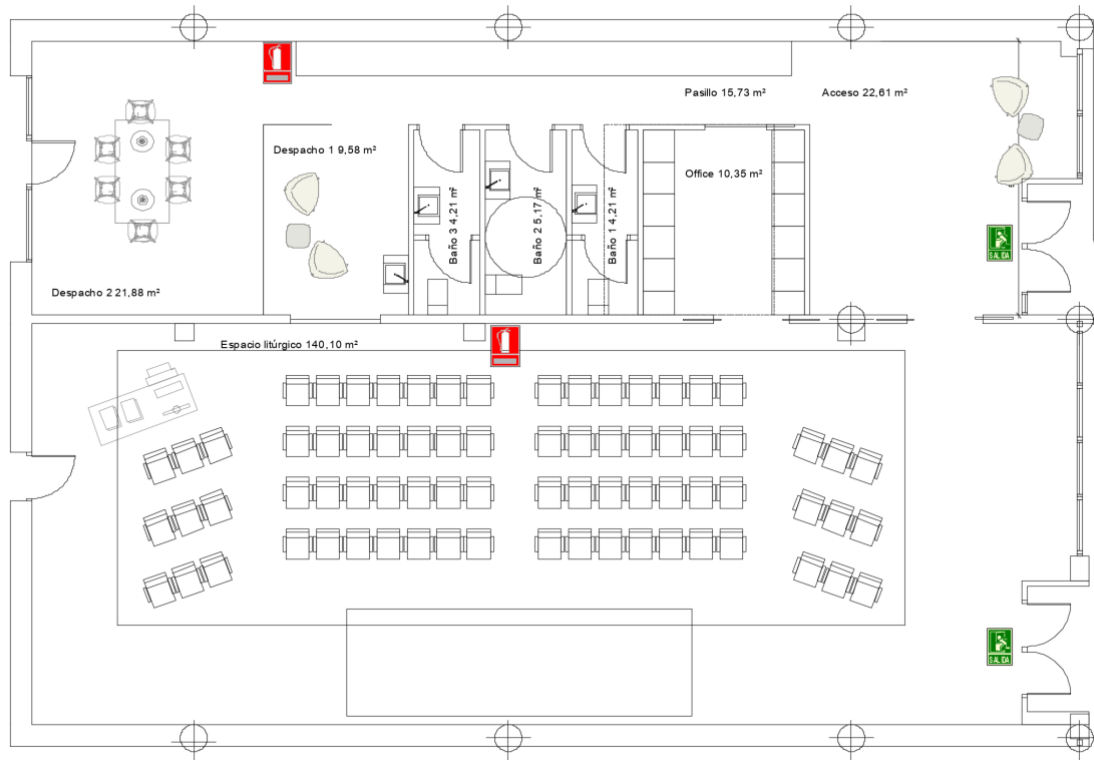 Pasillo 15,73 m²
Acceso 22,61 m²
Despacho 1 9,58 m²
Office 10,35 m²
Baño 3 4,21 m²
Baño 2 5,17 m²
Baño 1 4,21 m²
SALIDA
Despacho 2 21,88 m²
Espacio litúrgico 140,10 m²
SALIDA